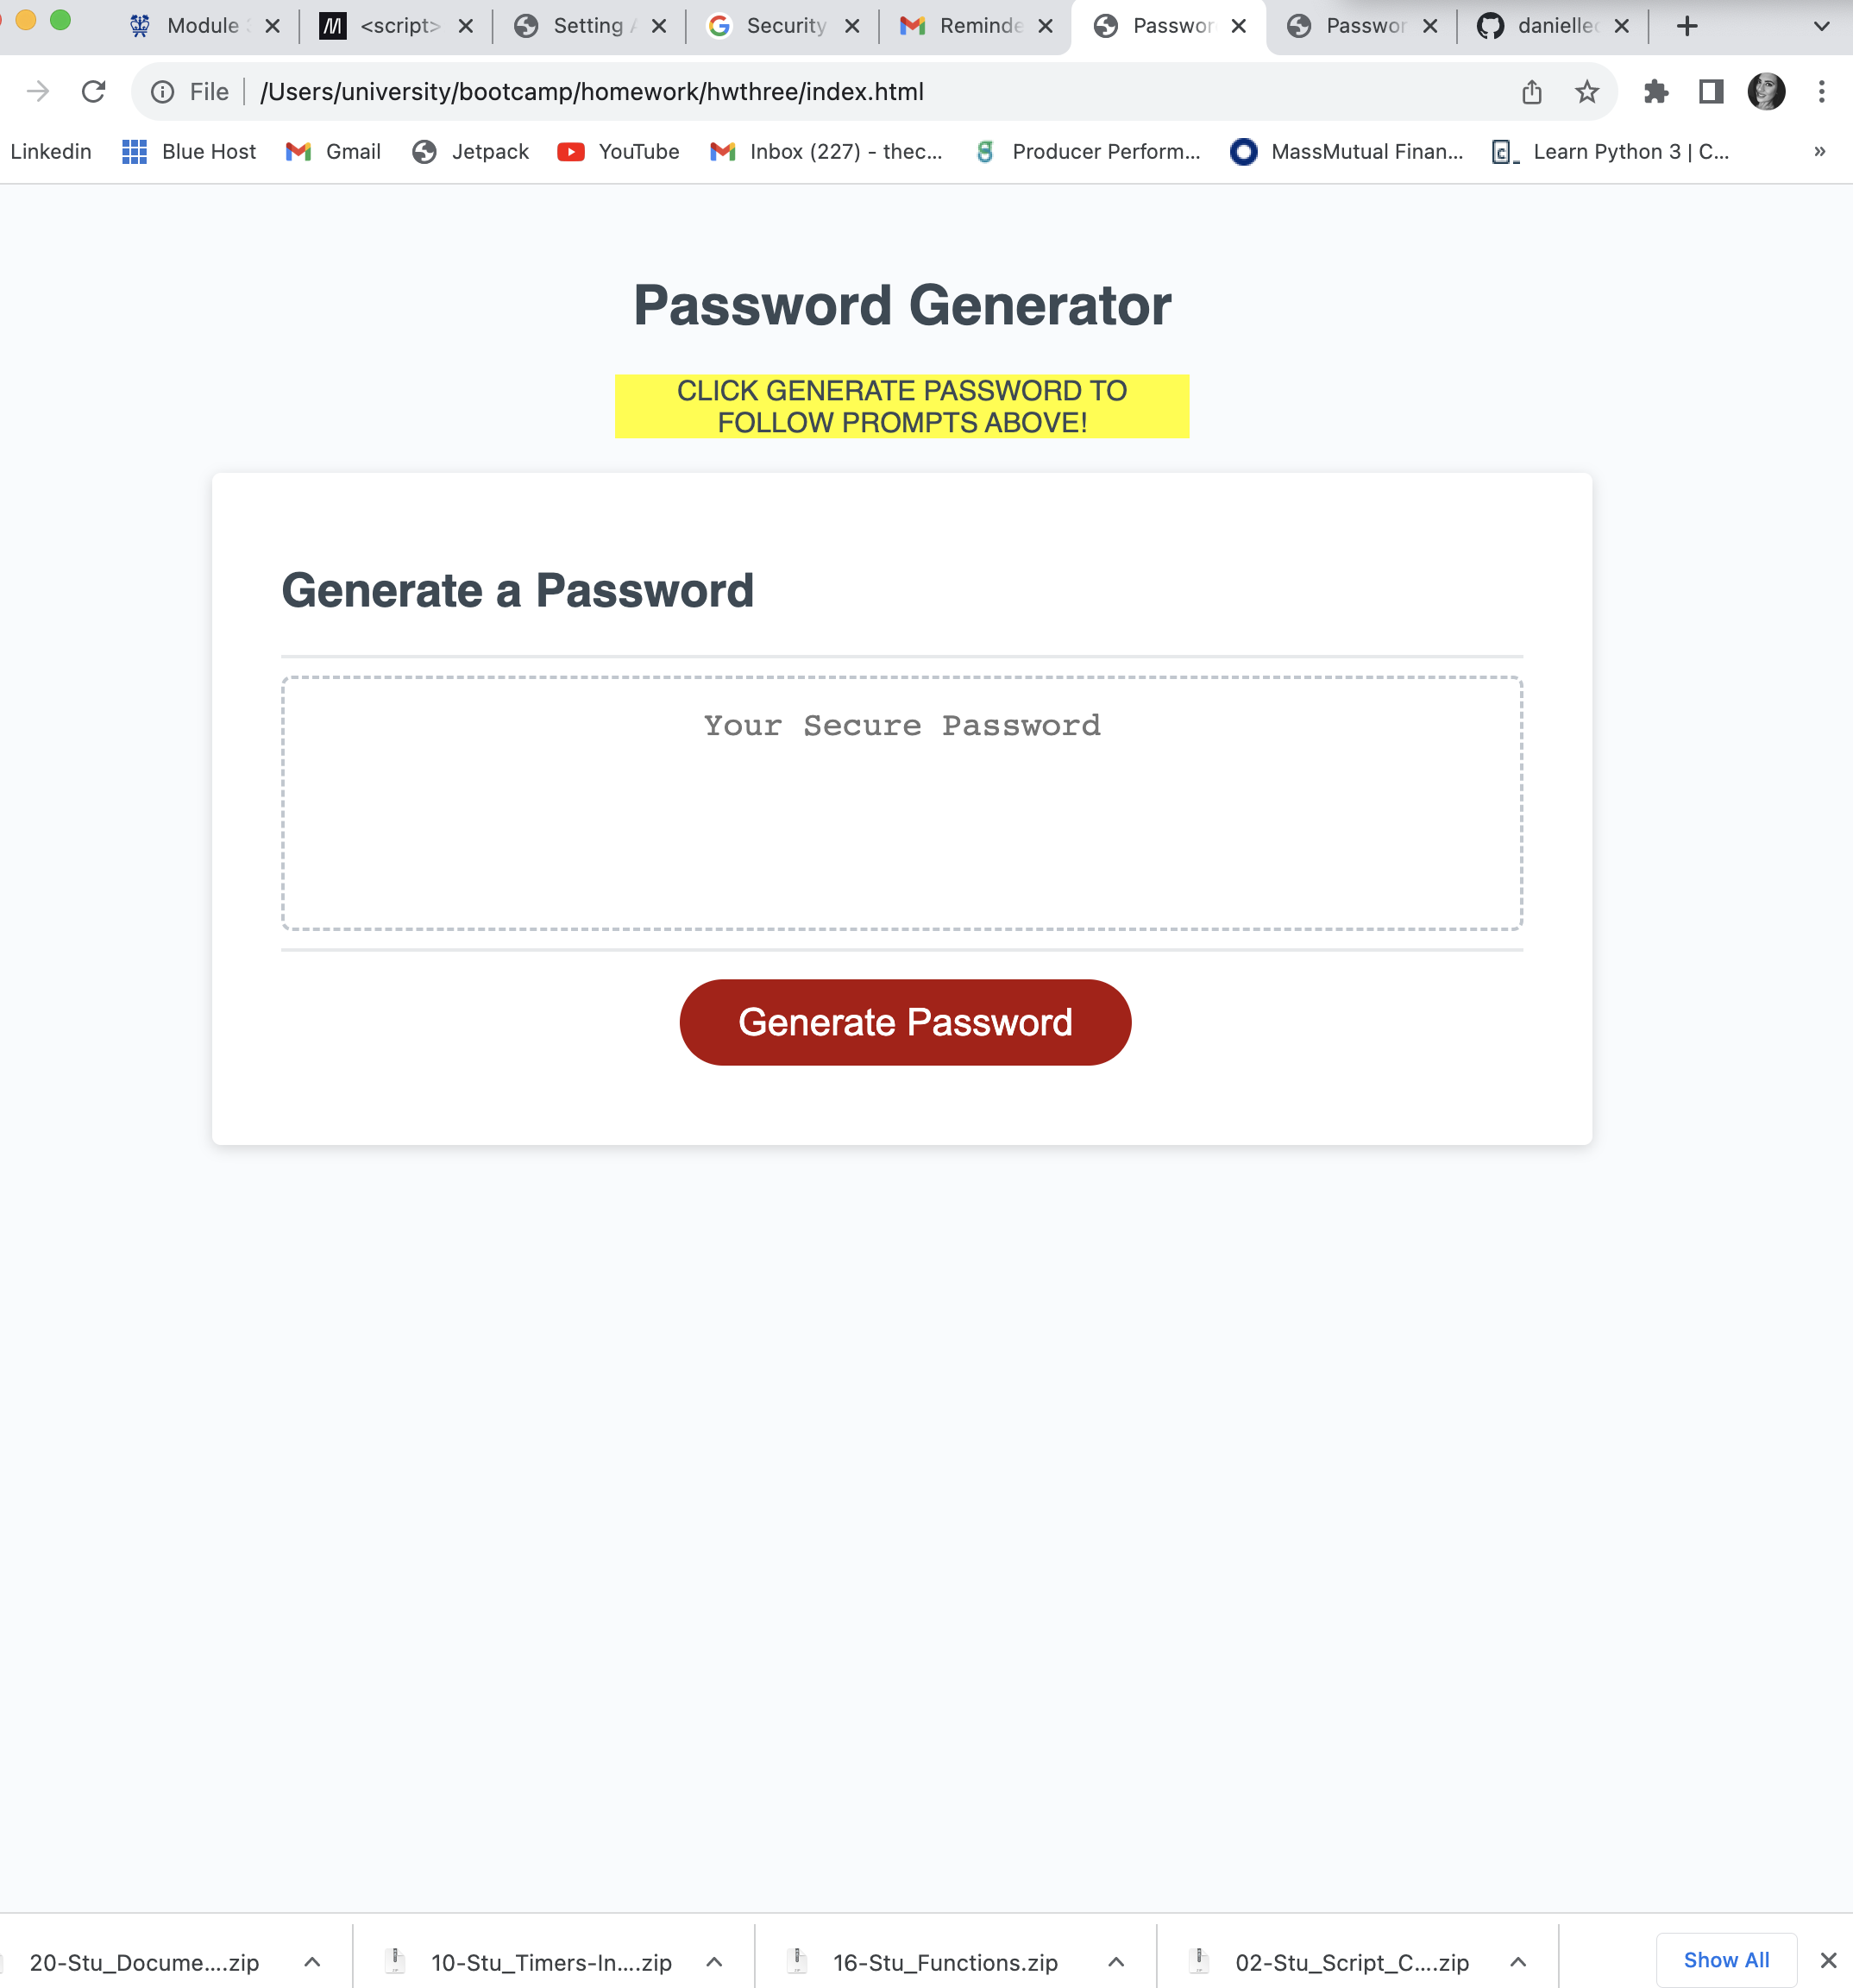 Module
<script>
Setting
Security
Reminde
Passwor
Passwor
danielle
File
/Users/university/bootcamp/homework/hwthree/index.html
Linkedin
Blue Host
Gmail
Jetpack
YouTube
Inbox (227) - thec...
Producer Perform...
MassMutual Finan...
Learn Python 3 | C...
»
Password Generator
CLICK GENERATE PASSWORD TO
FOLLOW PROMPTS ABOVE!
Generate a Password
Your Secure Password
Generate Password
20-Stu_Docume....zip
10-Stu_Timers-In....zip
16-Stu_Functions.zip
02-Stu_Script_C....zip
Show All